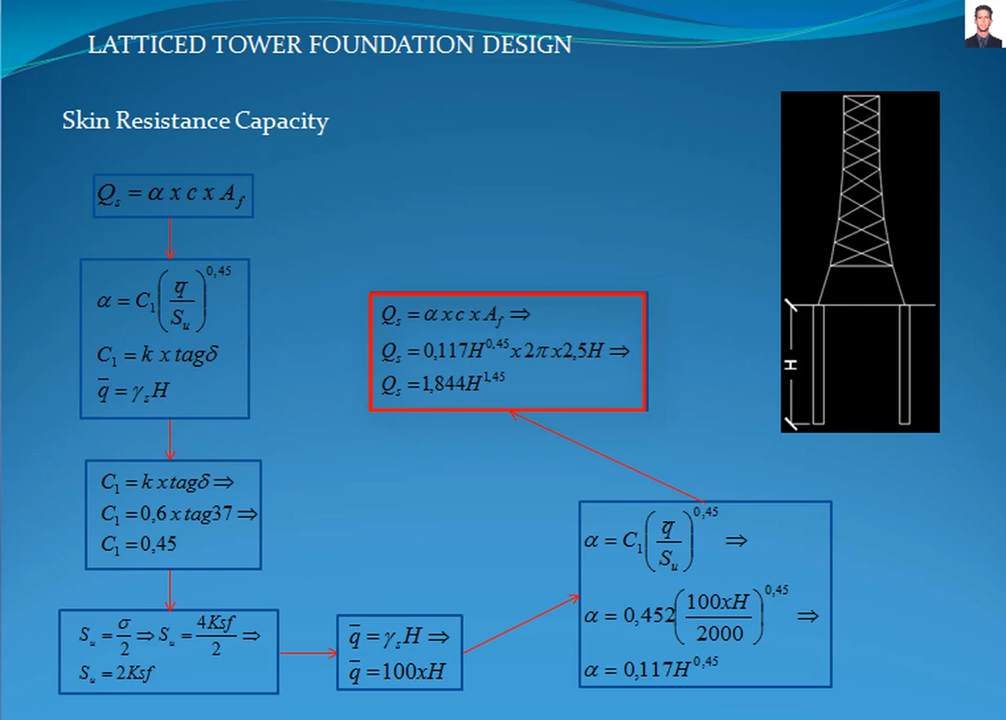 LATTICED TOWER FOUNDATION DESIGN
Skin Resistance Capacity
Q_s = α x c x A_f
α = C_1 (q̅ / S_u)^0,45
C_1 = k x tagδ
q̅ = γ_s H
C_1 = k x tagδ ⇒
C_1 = 0,6 x tag37 ⇒
C_1 = 0,45
S_u = σ/2 ⇒ S_u = 4Ksf/2 ⇒
S_u = 2Ksf
q̅ = γ_s H ⇒
q̅ = 100xH
α = C_1 (q̅ / S_u)^0,45 ⇒
α = 0,452 (100xH / 2000)^0,45 ⇒
α = 0,117H^0,45
Q_s = α x c x A_f ⇒
Q_s = 0,117H^0,45 x 2π x 2,5H ⇒
Q_s = 1,844H^1,45
H